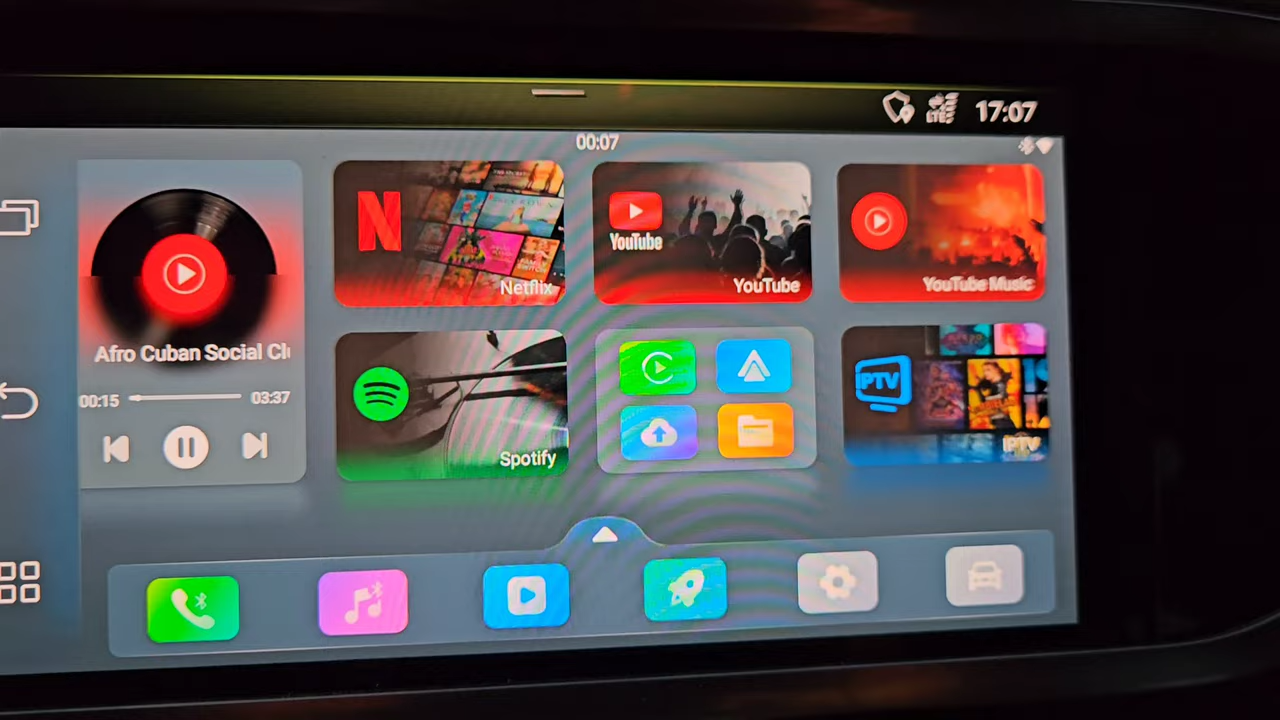 LTE
17:07
00:07
Afro Cuban Social Cl
00:15
03:37
N
Netflix
YouTube
YouTube
YouTube Music
Spotify
IPTV
IPTV